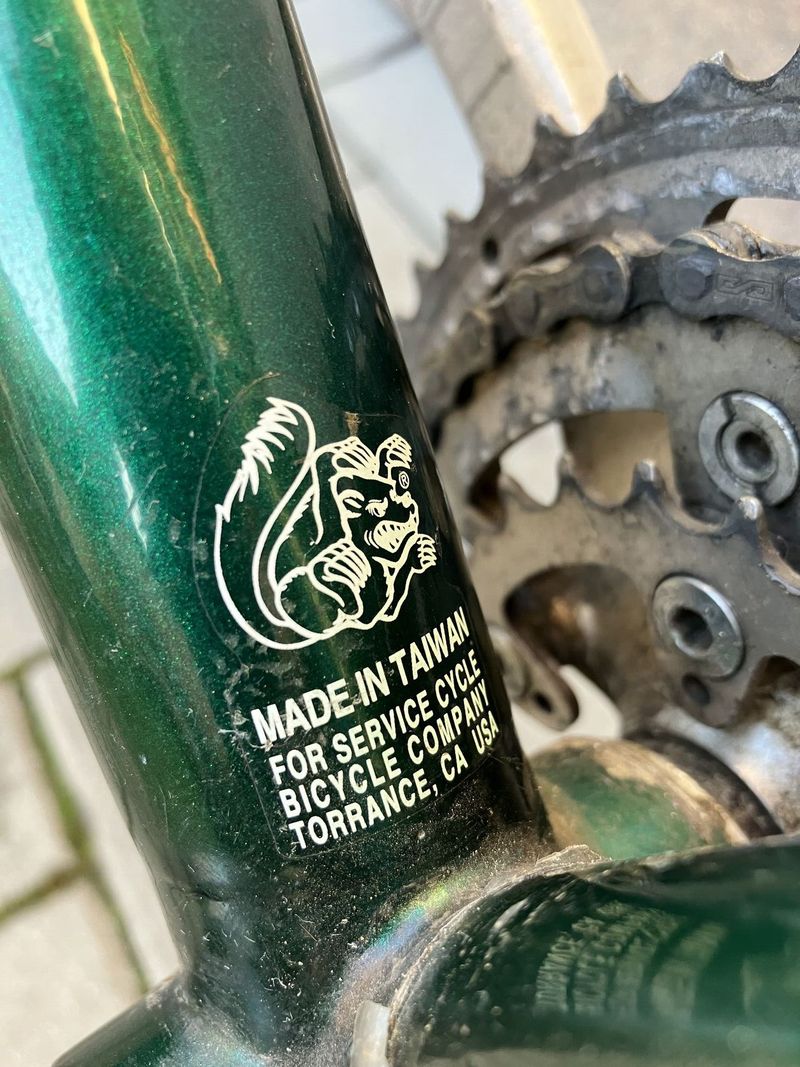 ®
MADE IN TAIWAN
FOR SERVICE CYCLE
BICYCLE COMPANY
TORRANCE, CA USA